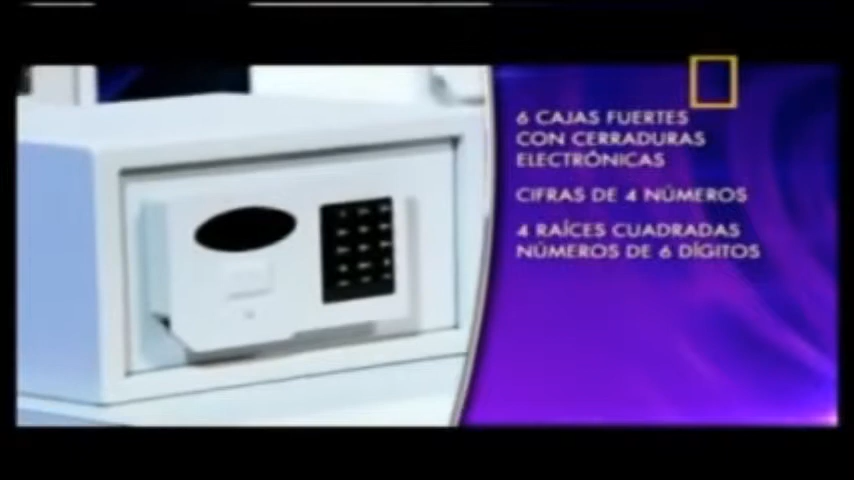 6 CAJAS FUERTES
CON CERRADURAS
ELECTRÓNICAS
CIFRAS DE 4 NÚMEROS
4 RAÍCES CUADRADAS
NÚMEROS DE 6 DÍGITOS